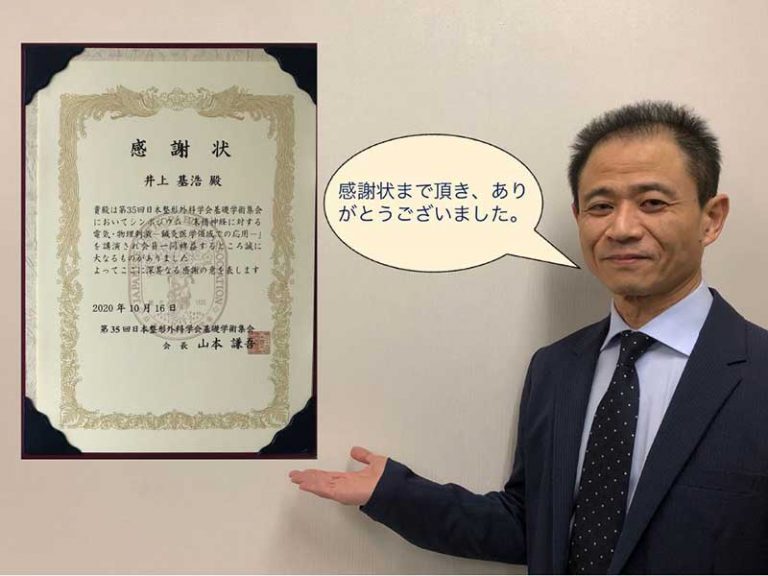 感謝状
井上 基浩 殿
貴殿は第35回日本整形外科学会基礎学術集会
においてシンポジウム「末梢神経に対する
電気・物理刺激－鍼灸医学領域での応用－」
を講演され会員一同裨益するところ誠に
大なるものがありました
よってここに深甚なる感謝の意を表します
2020年10月16日
第35回日本整形外科学会基礎学術集会
会長 山本 謙吾
感謝状まで頂き、あり
がとうございました。